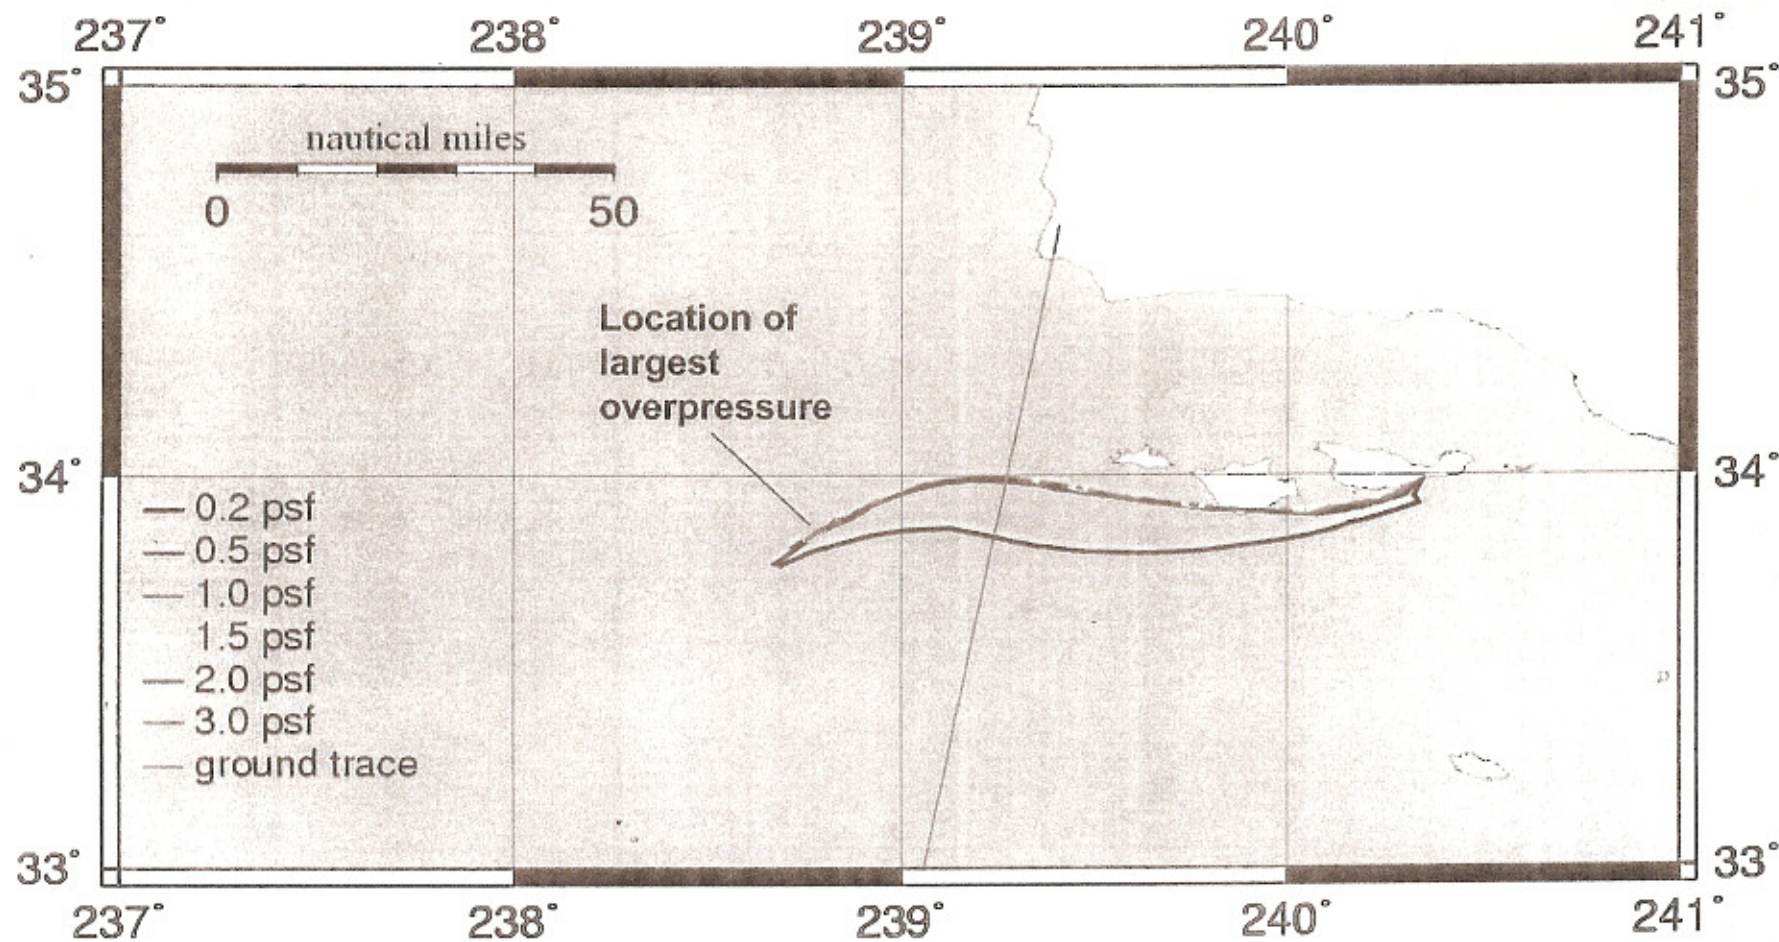 237° 238° 239° 240° 241°
35° 35°
nautical miles
0 50
Location of
largest
overpressure
34° 34°
0.2 psf
0.5 psf
1.0 psf
1.5 psf
2.0 psf
3.0 psf
ground trace
33° 33°
237° 238° 239° 240° 241°